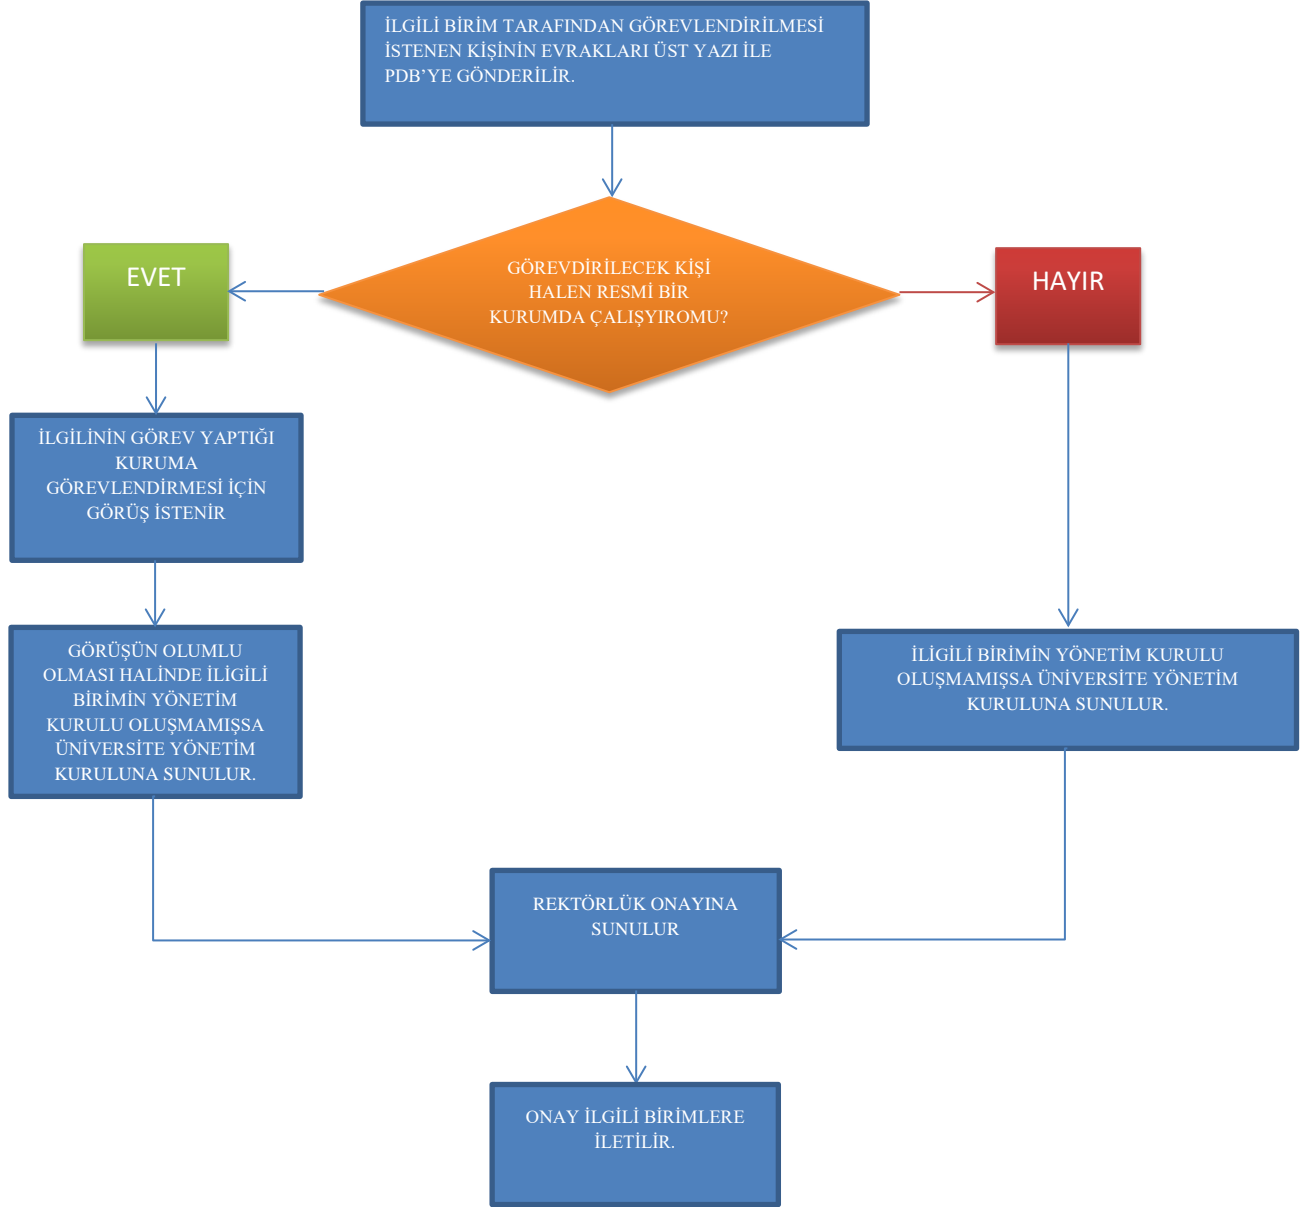 İLGİLİ BİRİM TARAFINDAN GÖREVLENDİRİLMESİ
İSTENEN KİŞİNİN EVRAKLARI ÜST YAZI İLE
PDB’YE GÖNDERİLİR.
GÖREVDİRİLECEK KİŞİ
HALEN RESMİ BİR
KURUMDA ÇALIŞYIROMU?
EVET
HAYIR
İLGİLİNİN GÖREV YAPTIĞI
KURUMA
GÖREVLENDİRMESİ İÇİN
GÖRÜŞ İSTENİR
GÖRÜŞÜN OLUMLU
OLMASI HALİNDE İLİGİLİ
BİRİMİN YÖNETİM
KURULU OLUŞMAMIŞSA
ÜNİVERSİTE YÖNETİM
KURULUNA SUNULUR.
İLİGİLİ BİRİMİN YÖNETİM KURULU
OLUŞMAMIŞSA ÜNİVERSİTE YÖNETİM
KURULUNA SUNULUR.
REKTÖRLÜK ONAYINA
SUNULUR
ONAY İLGİLİ BİRİMLERE
İLETİLİR.